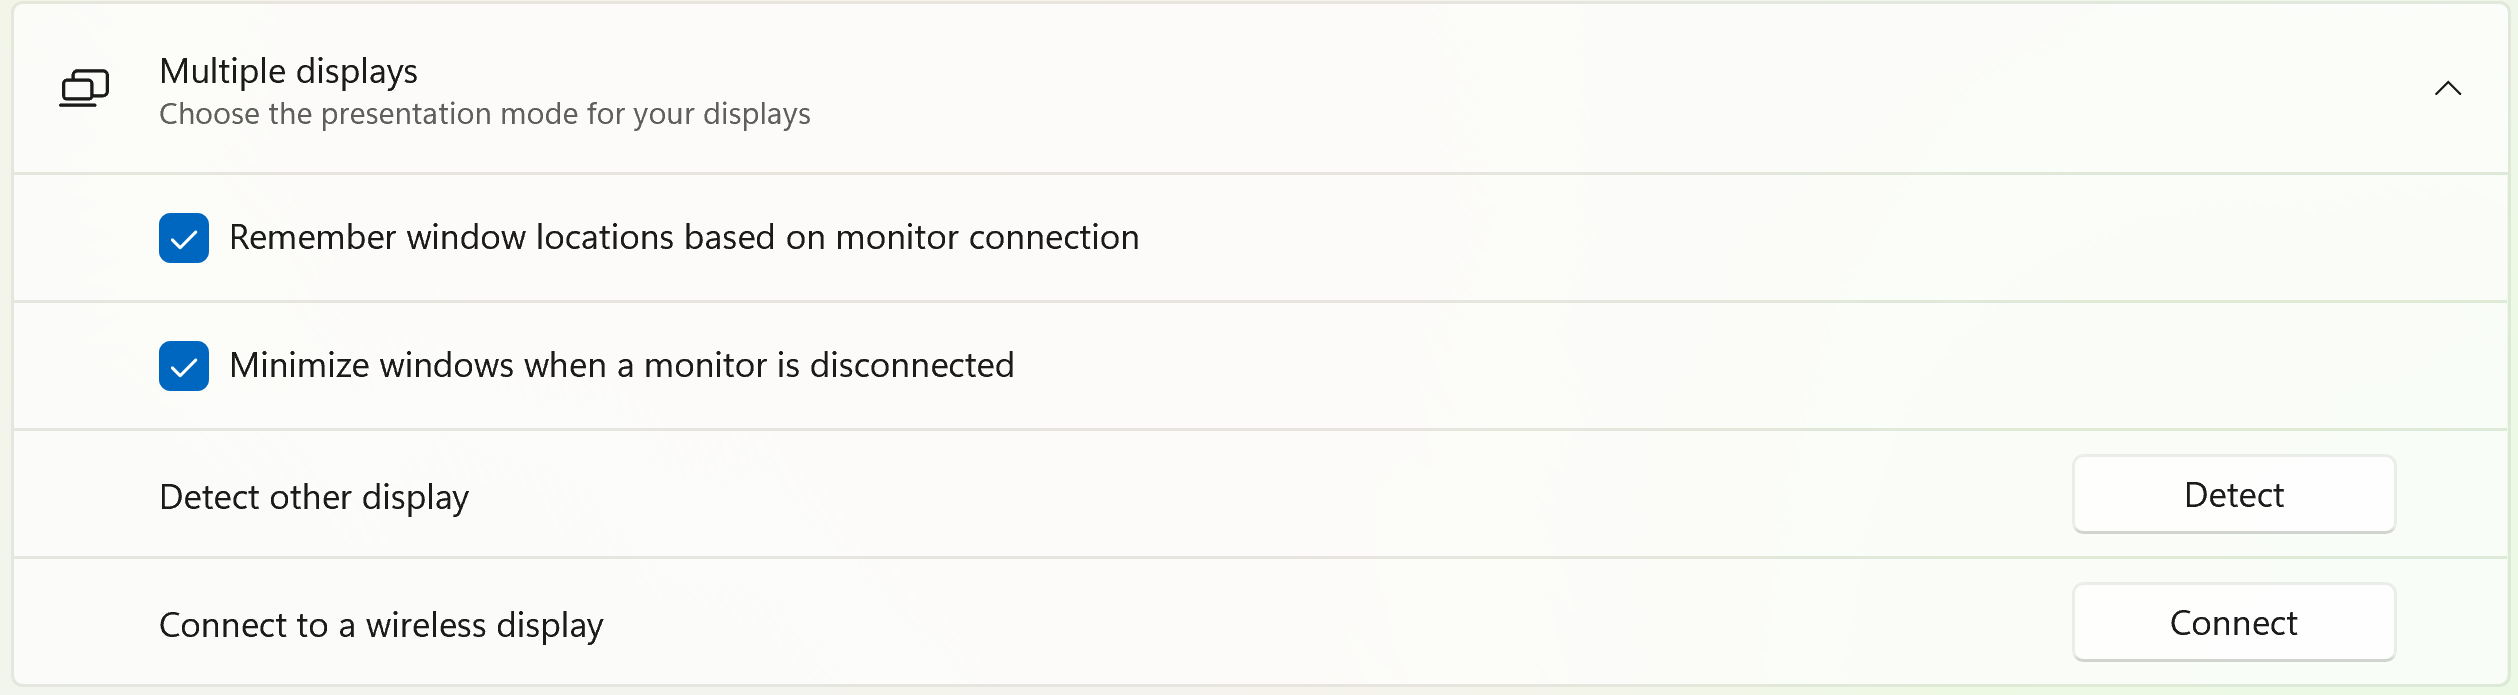 Multiple displays
Choose the presentation mode for your displays
Remember window locations based on monitor connection
Minimize windows when a monitor is disconnected
Detect other display
Detect
Connect to a wireless display
Connect